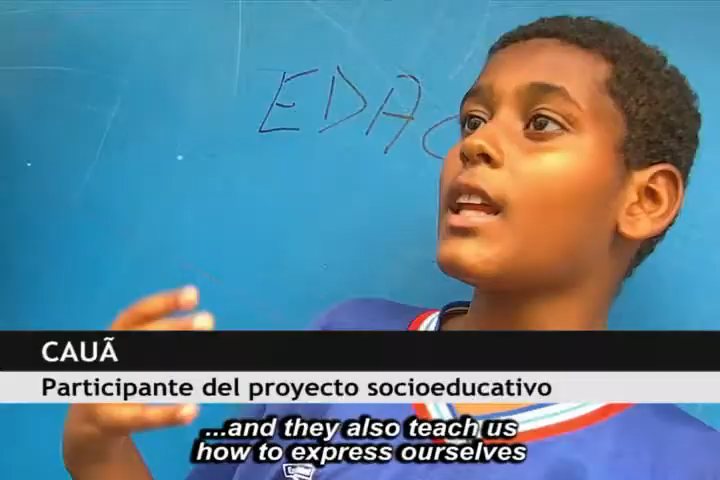 EDAC
CAUÃ
Participante del proyecto socioeducativo
...and they also teach us
how to express ourselves